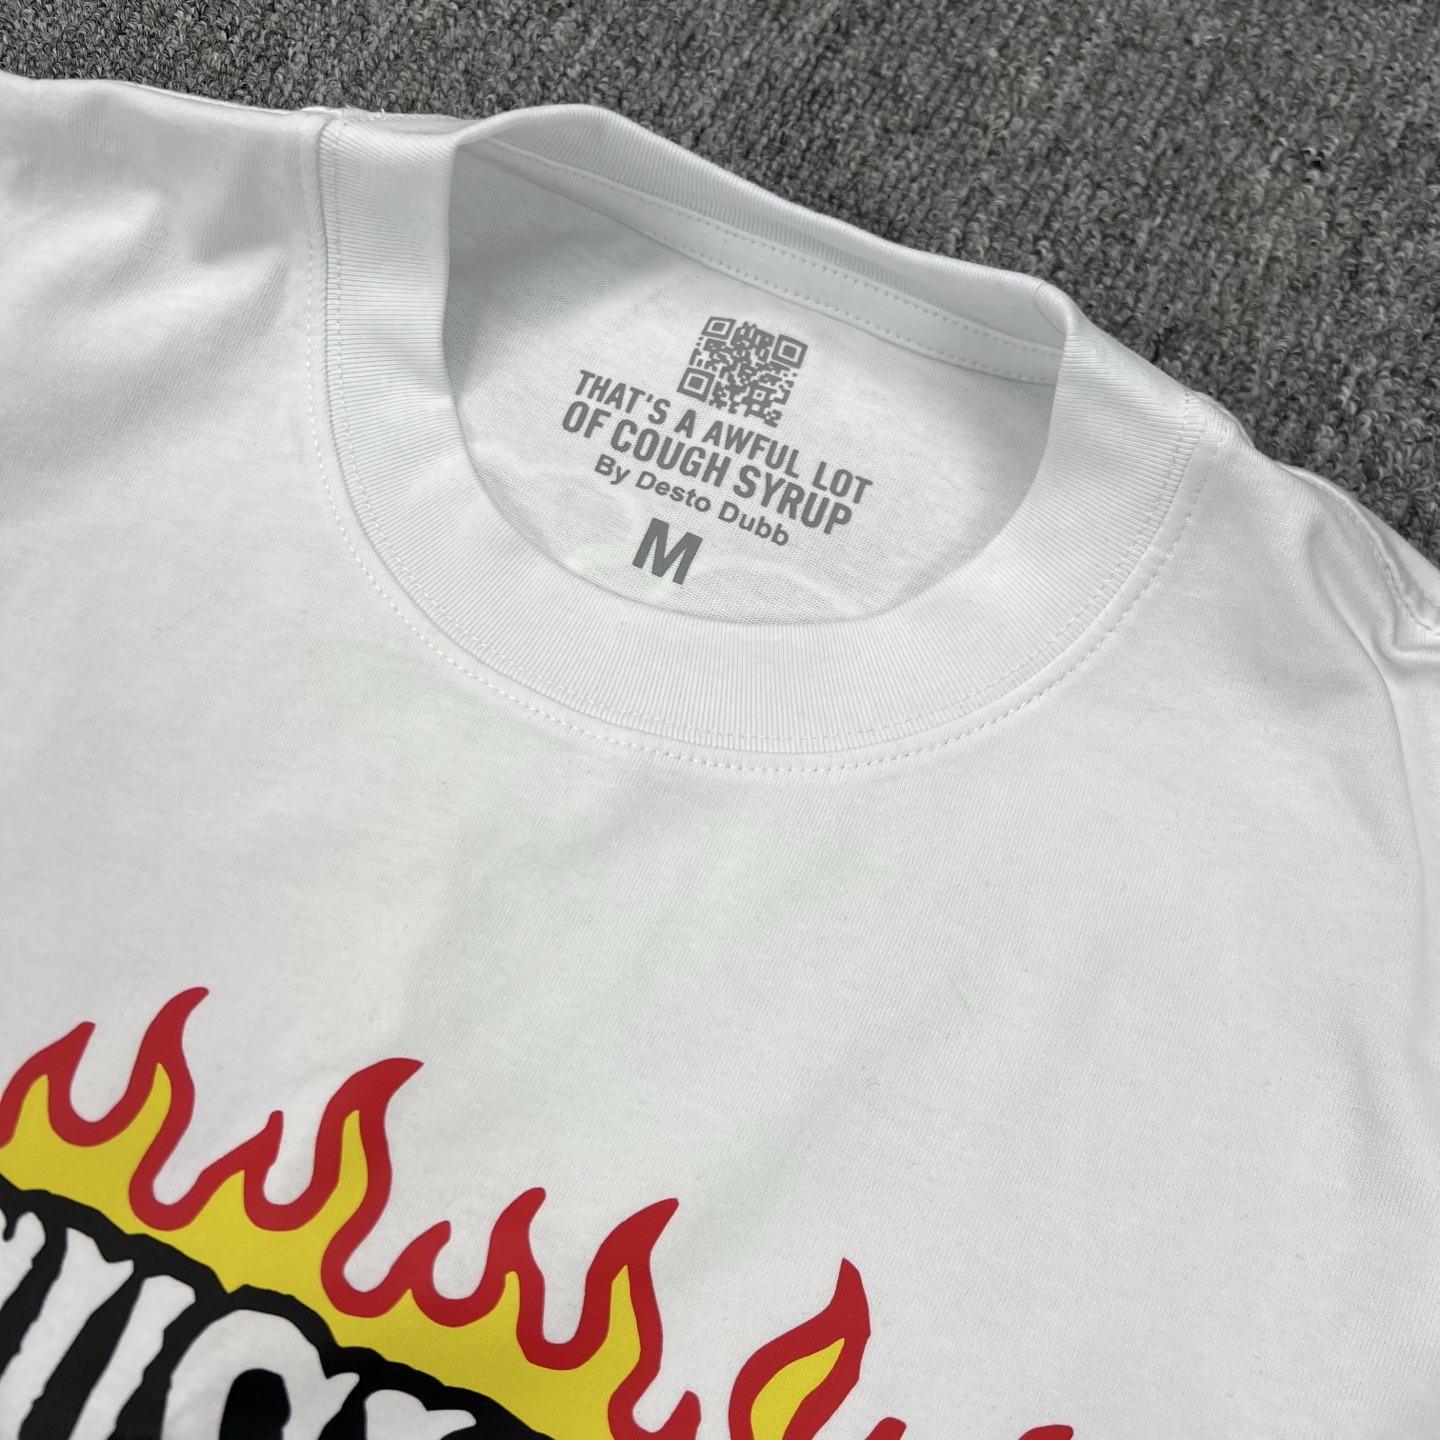 THAT'S A AWFUL LOT
OF COUGH SYRUP
By Desto Dubb
M